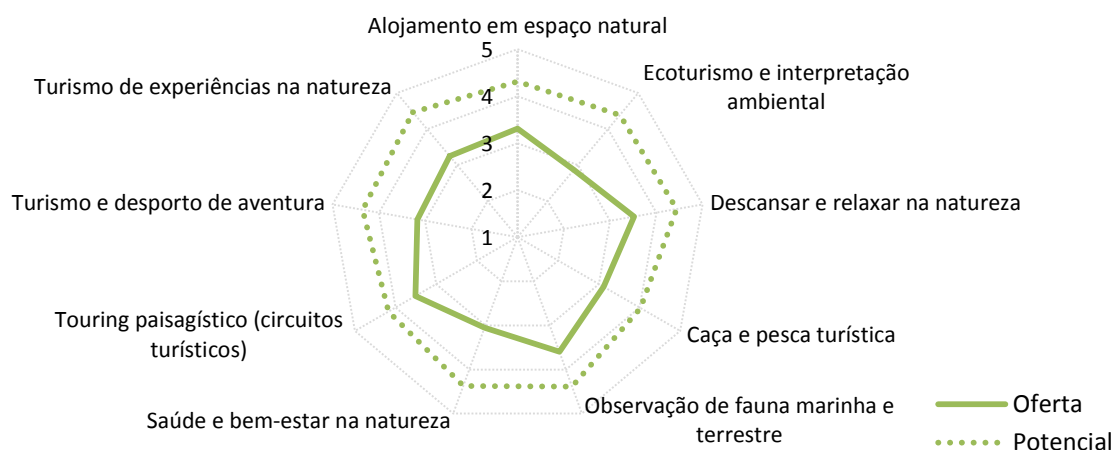 Alojamento em espaço natural
5
Turismo de experiências na natureza
Ecoturismo e interpretação
ambiental
4
3
Turismo e desporto de aventura
2
Descansar e relaxar na natureza
1
Touring paisagístico (circuitos
turísticos)
Caça e pesca turística
Saúde e bem-estar na natureza
Observação de fauna marinha e
terrestre
Oferta
Potencial